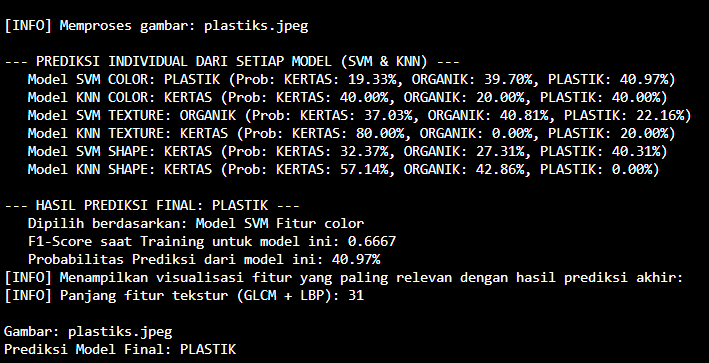 [INFO] Memproses gambar: plastiks.jpeg
--- PREDIKSI INDIVIDUAL DARI SETIAP MODEL (SVM & KNN) ---
Model SVM COLOR: PLASTIK (Prob: KERTAS: 19.33%, ORGANIK: 39.70%, PLASTIK: 40.97%)
Model KNN COLOR: KERTAS (Prob: KERTAS: 40.00%, ORGANIK: 20.00%, PLASTIK: 40.00%)
Model SVM TEXTURE: ORGANIK (Prob: KERTAS: 37.03%, ORGANIK: 40.81%, PLASTIK: 22.16%)
Model KNN TEXTURE: KERTAS (Prob: KERTAS: 80.00%, ORGANIK: 0.00%, PLASTIK: 20.00%)
Model SVM SHAPE: KERTAS (Prob: KERTAS: 32.37%, ORGANIK: 27.31%, PLASTIK: 40.31%)
Model KNN SHAPE: KERTAS (Prob: KERTAS: 57.14%, ORGANIK: 42.86%, PLASTIK: 0.00%)
--- HASIL PREDIKSI FINAL: PLASTIK ---
Dipilih berdasarkan: Model SVM Fitur color
F1-Score saat Training untuk model ini: 0.6667
Probabilitas Prediksi dari model ini: 40.97%
[INFO] Menampilkan visualisasi fitur yang paling relevan dengan hasil prediksi akhir:
[INFO] Panjang fitur tekstur (GLCM + LBP): 31
Gambar: plastiks.jpeg
Prediksi Model Final: PLASTIK